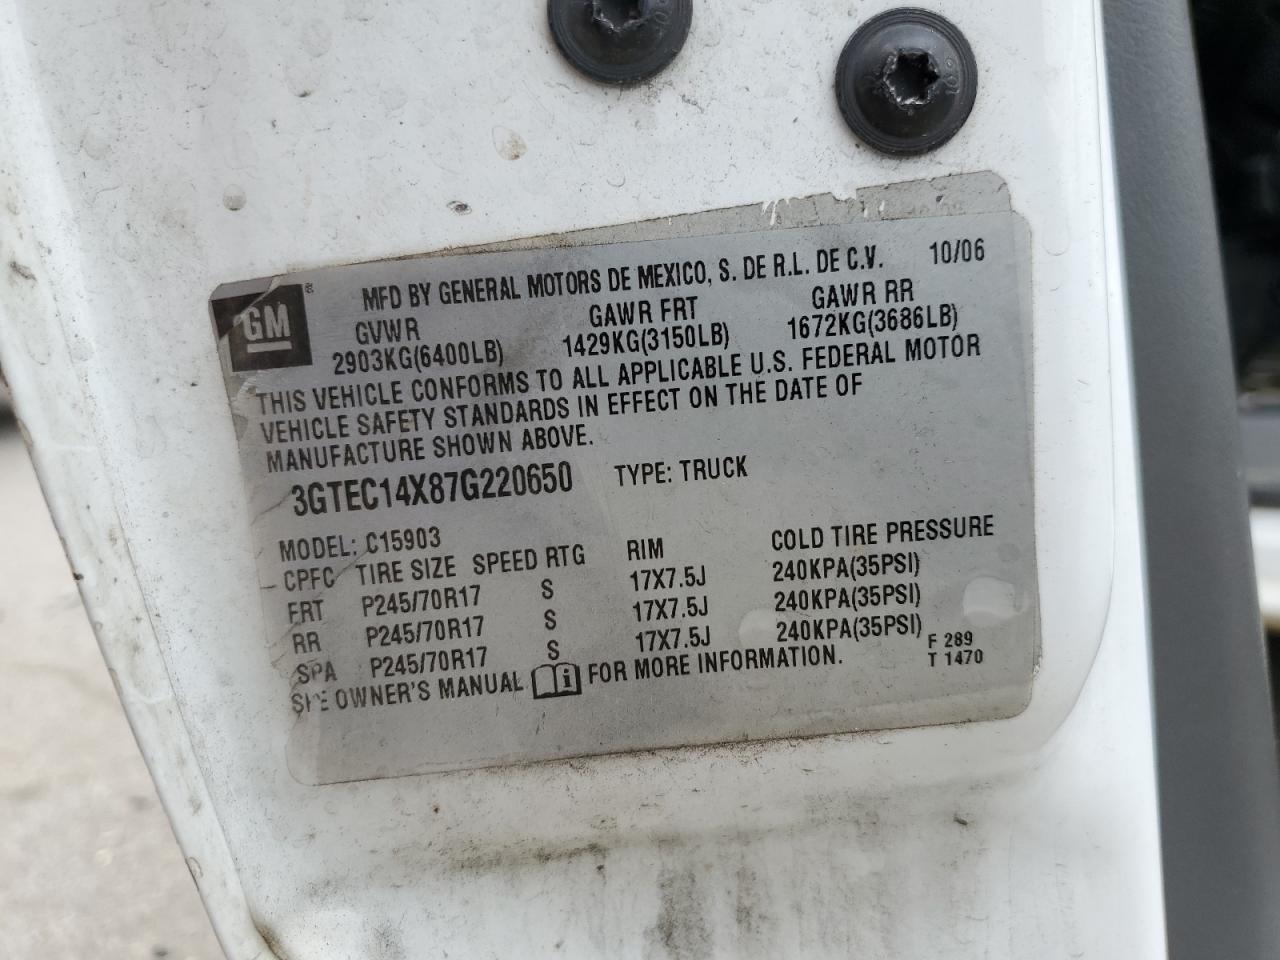 GM ®
MFD BY GENERAL MOTORS DE MEXICO, S. DE R.L. DE C.V. 10/06
GVWR GAWR FRT GAWR RR
2903KG(6400LB) 1429KG(3150LB) 1672KG(3686LB)
THIS VEHICLE CONFORMS TO ALL APPLICABLE U.S. FEDERAL MOTOR
VEHICLE SAFETY STANDARDS IN EFFECT ON THE DATE OF
MANUFACTURE SHOWN ABOVE.
3GTEC14X87G220650 TYPE: TRUCK
MODEL: C15903
CPFC TIRE SIZE SPEED RTG RIM COLD TIRE PRESSURE
FRT P245/70R17 S 17X7.5J 240KPA(35PSI)
RR P245/70R17 S 17X7.5J 240KPA(35PSI)
SPA P245/70R17 S 17X7.5J 240KPA(35PSI)
SEE OWNER'S MANUAL FOR MORE INFORMATION.
F 289
T 1470